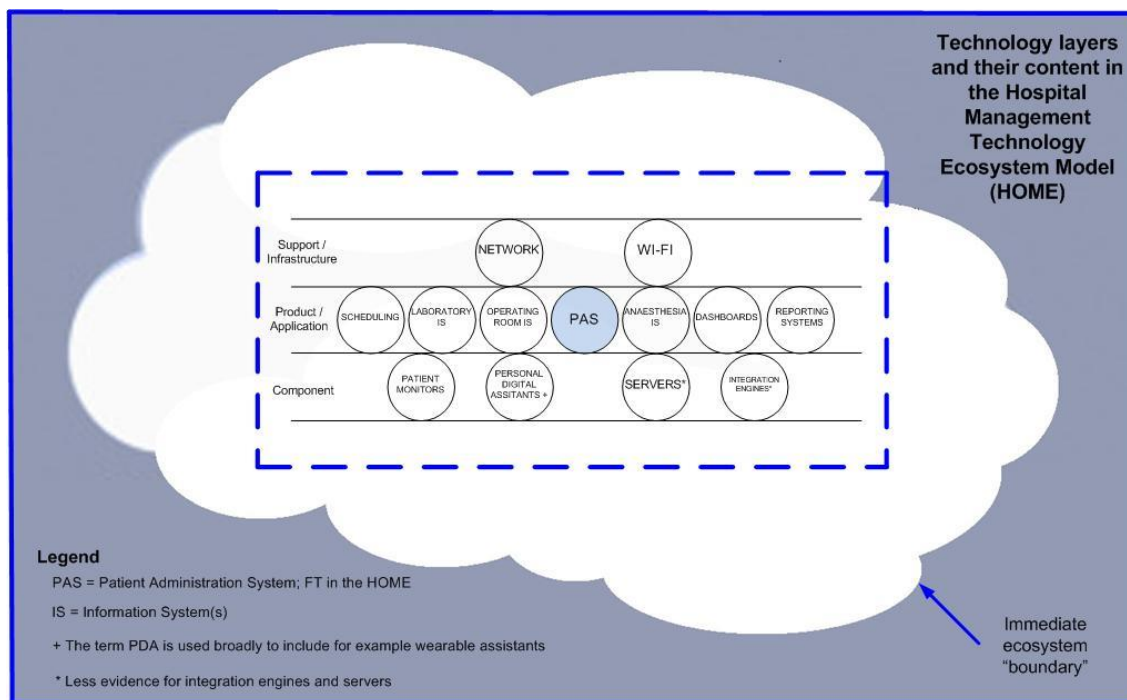 Technology layers
and their content in
the Hospital
Management
Technology
Ecosystem Model
(HOME)
Support /
Infrastructure
NETWORK
WI-FI
Product /
Application
SCHEDULING
LABORATORY
IS
OPERATING
ROOM IS
PAS
ANAESTHESIA
IS
DASHBOARDS
REPORTING
SYSTEMS
Component
PATIENT
MONITORS
PERSONAL
DIGITAL
ASSITANTS +
SERVERS*
INTEGRATION
ENGINES*
Legend
PAS = Patient Administration System; FT in the HOME
IS = Information System(s)
+ The term PDA is used broadly to include for example wearable assistants
* Less evidence for integration engines and servers
Immediate
ecosystem
“boundary”